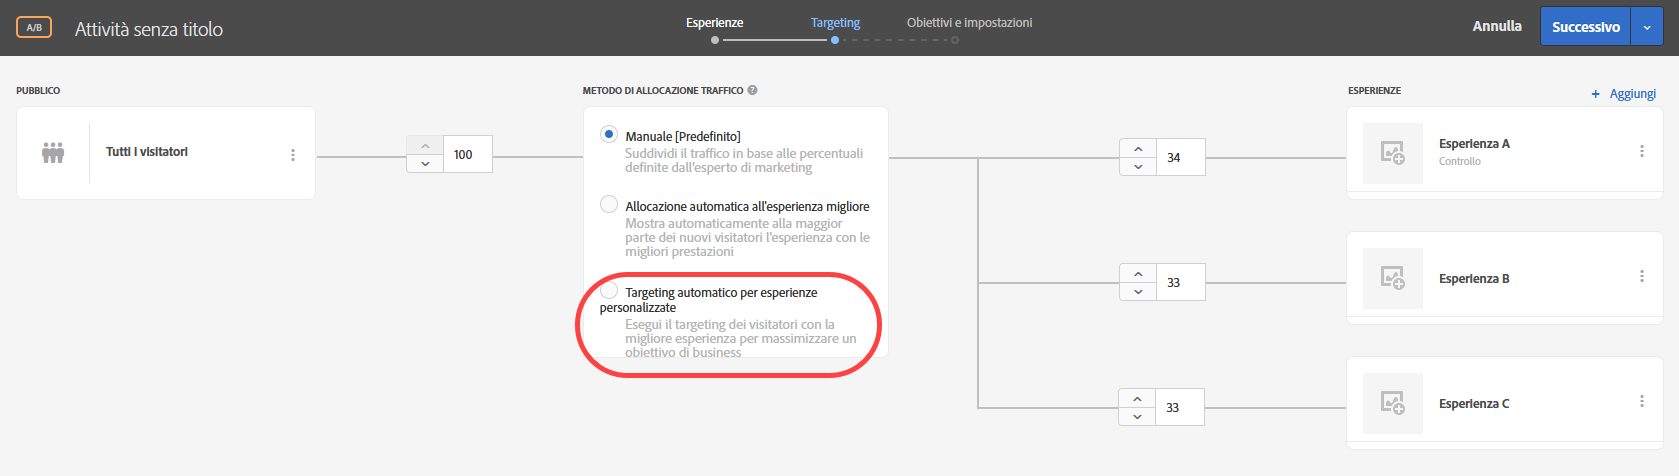 A/B
Attività senza titolo
Esperienze
Targeting
Obiettivi e impostazioni
Annulla
Successivo
PUBBLICO
Tutti i visitatori
100
METODO DI ALLOCAZIONE TRAFFICO ?
Manuale [Predefinito]
Suddividi il traffico in base alle percentuali
definite dall'esperto di marketing
Allocazione automatica all'esperienza migliore
Mostra automaticamente alla maggior
parte dei nuovi visitatori l'esperienza con le
migliori prestazioni
Targeting automatico per esperienze
personalizzate
Esegui il targeting dei visitatori con la
migliore esperienza per massimizzare un
obiettivo di business
34
33
33
ESPERIENZE
+ Aggiungi
Esperienza A
Controllo
Esperienza B
Esperienza C